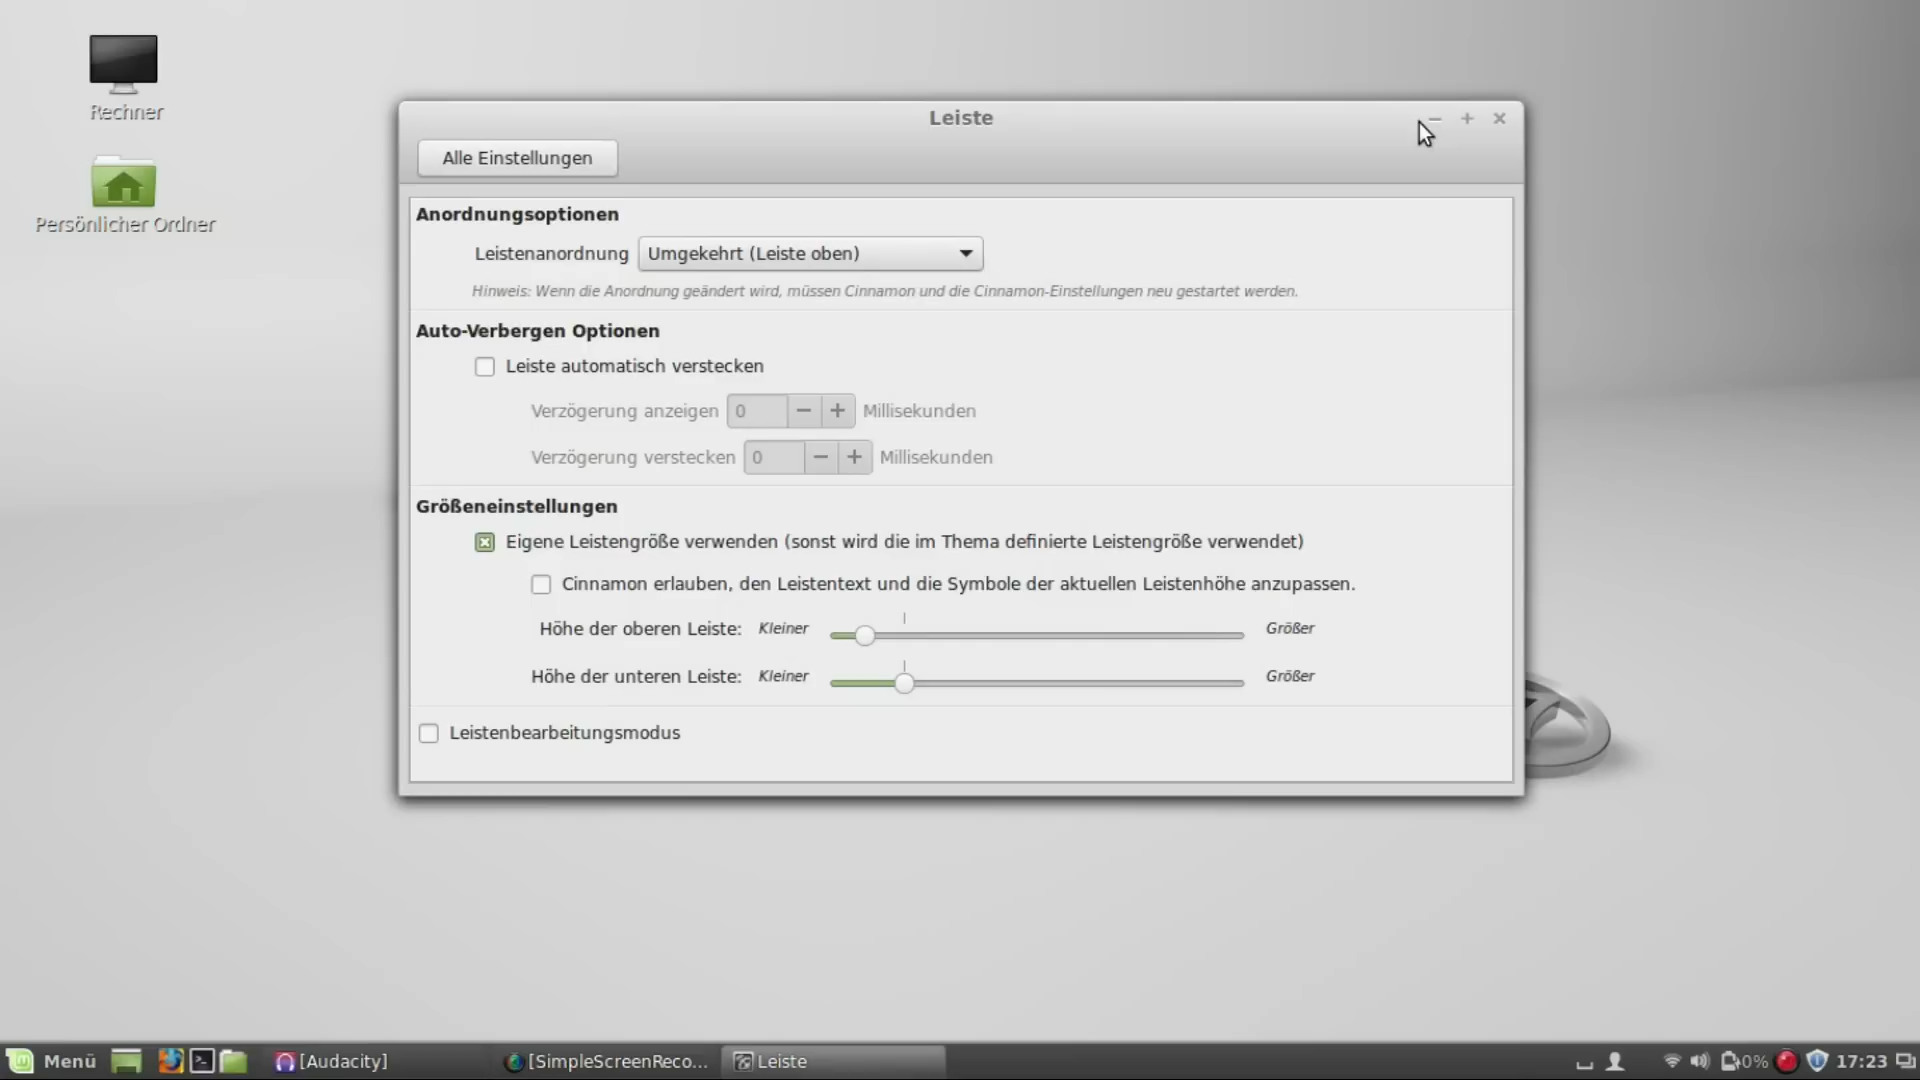 Rechner
Persönlicher Ordner
Leiste
Alle Einstellungen
Anordnungsoptionen
Leistenanordnung Umgekehrt (Leiste oben)
Hinweis: Wenn die Anordnung geändert wird, müssen Cinnamon und die Cinnamon-Einstellungen neu gestartet werden.
Auto-Verbergen Optionen
Leiste automatisch verstecken
Verzögerung anzeigen 0 − + Millisekunden
Verzögerung verstecken 0 − + Millisekunden
Größeneinstellungen
Eigene Leistengröße verwenden (sonst wird die im Thema definierte Leistengröße verwendet)
Cinnamon erlauben, den Leistentext und die Symbole der aktuellen Leistenhöhe anzupassen.
Höhe der oberen Leiste: Kleiner Größer
Höhe der unteren Leiste: Kleiner Größer
Leistenbearbeitungsmodus
Menü [Audacity] [SimpleScreenReco... Leiste 0% 17:23